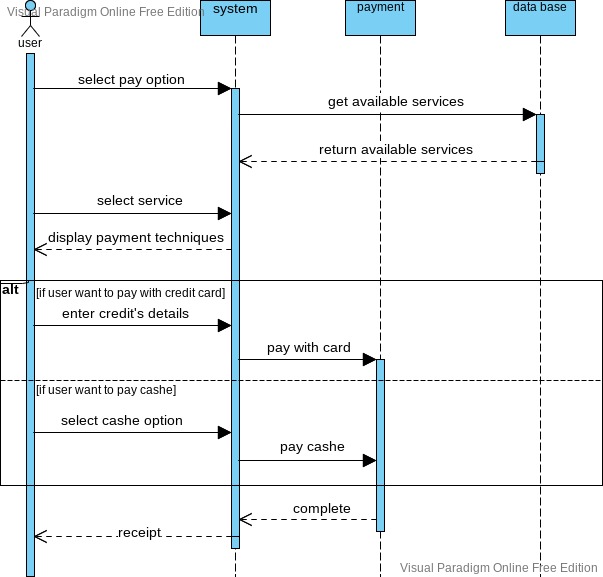 Visual Paradigm Online Free Edition
user
system
payment
data base
select pay option
get available services
return available services
select service
display payment techniques
alt
[if user want to pay with credit card]
enter credit's details
pay with card
[if user want to pay cashe]
select cashe option
pay cashe
complete
receipt
Visual Paradigm Online Free Edition